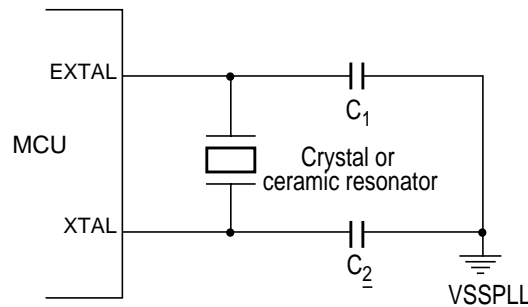 EXTAL
C1
MCU
Crystal or
ceramic resonator
XTAL
C2
VSSPLL